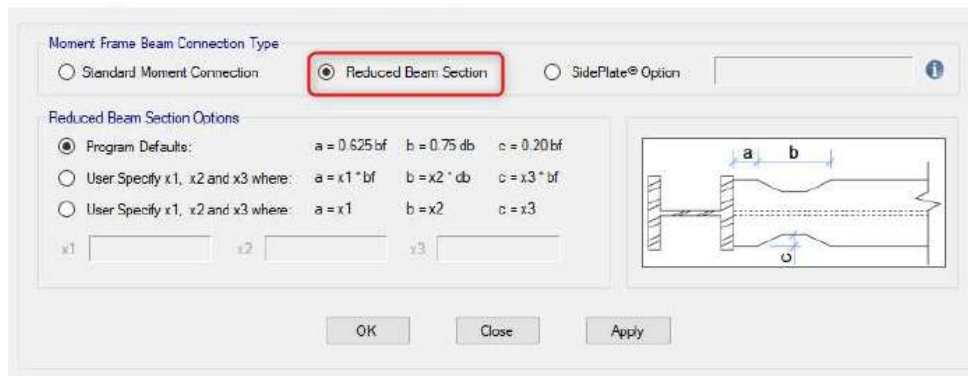 Moment Frame Beam Connection Type
Standard Moment Connection Reduced Beam Section SidePlate® Option
Reduced Beam Section Options
Program Defaults: a = 0.625 bf b = 0.75 db c = 0.20 bf
User Specify x1, x2 and x3 where: a = x1 * bf b = x2 * db c = x3 * bf
User Specify x1, x2 and x3 where: a = x1 b = x2 c = x3
x1 x2 x3
a b
c
OK Close Apply